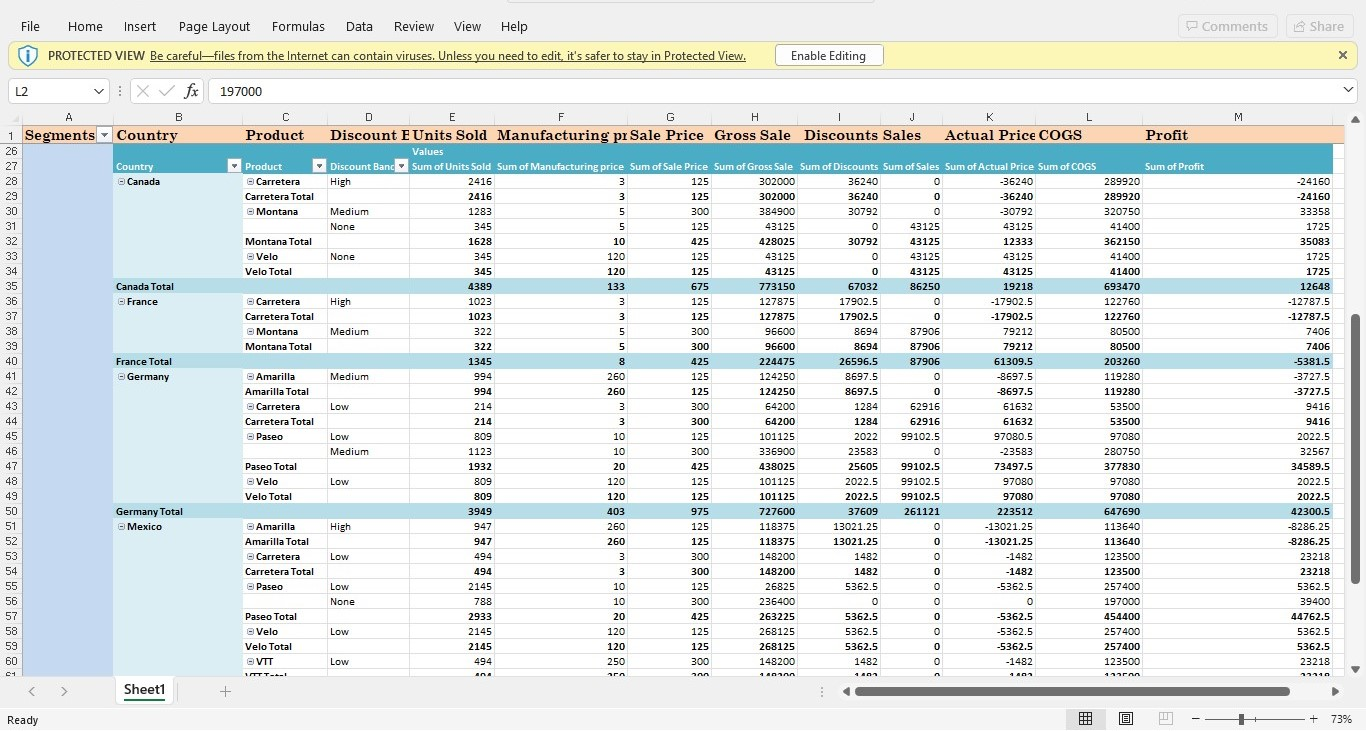 File Home Insert Page Layout Formulas Data Review View Help Comments Share
PROTECTED VIEW Be careful—files from the Internet can contain viruses. Unless you need to edit, it's safer to stay in Protected View. Enable Editing
L2 fx 197000
A B C D E F G H I J K L M
1 Segments Country Product Discount Units Sold Manufacturing Sale Price Gross Sale Discounts Sales Actual Price COGS Profit
26 Values
27 Country Product Discount Band Sum of Units Sold Sum of Manufacturing price Sum of Sale Price Sum of Gross Sale Sum of Discounts Sum of Sales Sum of Actual Price Sum of COGS Sum of Profit
28 Canada Carretera High 2416 3 125 302000 36240 0 -36240 289920 -24160
29 Carretera Total 2416 3 125 302000 36240 0 -36240 289920 -24160
30 Montana Medium 1283 5 300 384900 30792 0 -30792 320750 33358
31 None 345 5 125 43125 0 43125 43125 41400 1725
32 Montana Total 1628 10 425 428025 30792 43125 12333 362150 35083
33 Velo None 345 120 125 43125 0 43125 43125 41400 1725
34 Velo Total 345 120 125 43125 0 43125 43125 41400 1725
35 Canada Total 4389 133 675 773150 67032 86250 19218 693470 12648
36 France Carretera High 1023 3 125 127875 17902.5 0 -17902.5 122760 -12787.5
37 Carretera Total 1023 3 125 127875 17902.5 0 -17902.5 122760 -12787.5
38 Montana Medium 322 5 300 96600 8694 87906 79212 80500 7406
39 Montana Total 322 5 300 96600 8694 87906 79212 80500 7406
40 France Total 1345 8 425 224475 26596.5 87906 61309.5 203260 -5381.5
41 Germany Amarilla Medium 994 260 125 124250 8697.5 0 -8697.5 119280 -3727.5
42 Amarilla Total 994 260 125 124250 8697.5 0 -8697.5 119280 -3727.5
43 Carretera Low 214 3 300 64200 1284 62916 61632 53500 9416
44 Carretera Total 214 3 300 64200 1284 62916 61632 53500 9416
45 Paseo Low 809 10 125 101125 2022 99102.5 97080.5 97080 2022.5
46 Medium 1123 10 300 336900 23583 0 -23583 280750 32567
47 Paseo Total 1932 20 425 438025 25605 99102.5 73497.5 377830 34589.5
48 Velo Low 809 120 125 101125 2022.5 99102.5 97080 97080 2022.5
49 Velo Total 809 120 125 101125 2022.5 99102.5 97080 97080 2022.5
50 Germany Total 3949 403 975 727600 37609 261121 223512 647690 42300.5
51 Mexico Amarilla High 947 260 125 118375 13021.25 0 -13021.25 113640 -8286.25
52 Amarilla Total 947 260 125 118375 13021.25 0 -13021.25 113640 -8286.25
53 Carretera Low 494 3 300 148200 1482 0 -1482 123500 23218
54 Carretera Total 494 3 300 148200 1482 0 -1482 123500 23218
55 Paseo Low 2145 10 125 26825 5362.5 0 -5362.5 257400 5362.5
56 None 788 10 300 236400 0 0 0 197000 39400
57 Paseo Total 2933 20 425 263225 5362.5 0 -5362.5 454400 44762.5
58 Velo Low 2145 120 125 268125 5362.5 0 -5362.5 257400 5362.5
59 Velo Total 2145 120 125 268125 5362.5 0 -5362.5 257400 5362.5
60 VTT Low 494 250 300 148200 1482 0 -1482 123500 23218
Sheet1
Ready 73%